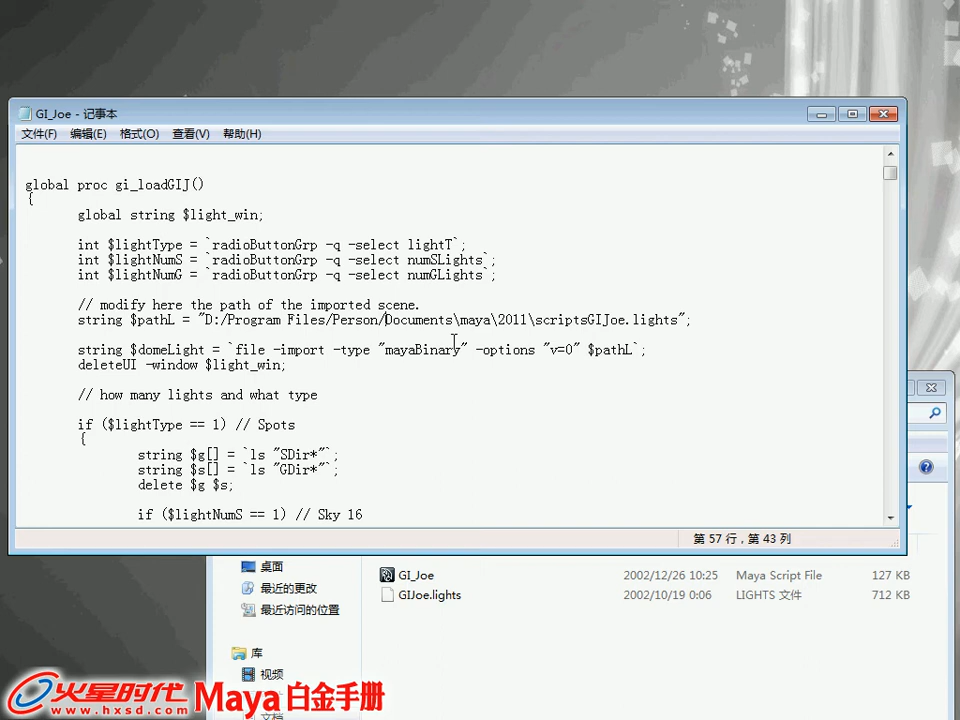 GI_Joe - 记事本
文件(F) 编辑(E) 格式(O) 查看(V) 帮助(H)
global proc gi_loadGIJ()
{
global string $light_win;
int $lightType = `radioButtonGrp -q -select lightT`;
int $lightNumS = `radioButtonGrp -q -select numSLights`;
int $lightNumG = `radioButtonGrp -q -select numGLights`;
// modify here the path of the imported scene.
string $pathL = "D:/Program Files/Person/Documents\maya\2011\scriptsGIJoe.lights";
string $domeLight = `file -import -type "mayaBinary" -options "v=0" $pathL`;
deleteUI -window $light_win;
// how many lights and what type
if ($lightType == 1) // Spots
{
string $g[] = `ls "SDir*"`;
string $s[] = `ls "GDir*"`;
delete $g $s;
if ($lightNumS == 1) // Sky 16
第 57 行，第 43 列
桌面
GI_Joe 2002/12/26 10:25 Maya Script File 127 KB
最近的更改
GIJoe.lights 2002/10/19 0:06 LIGHTS 文件 712 KB
最近访问的位置
库
视频
火星时代
www.hxsd.com
Maya白金手册